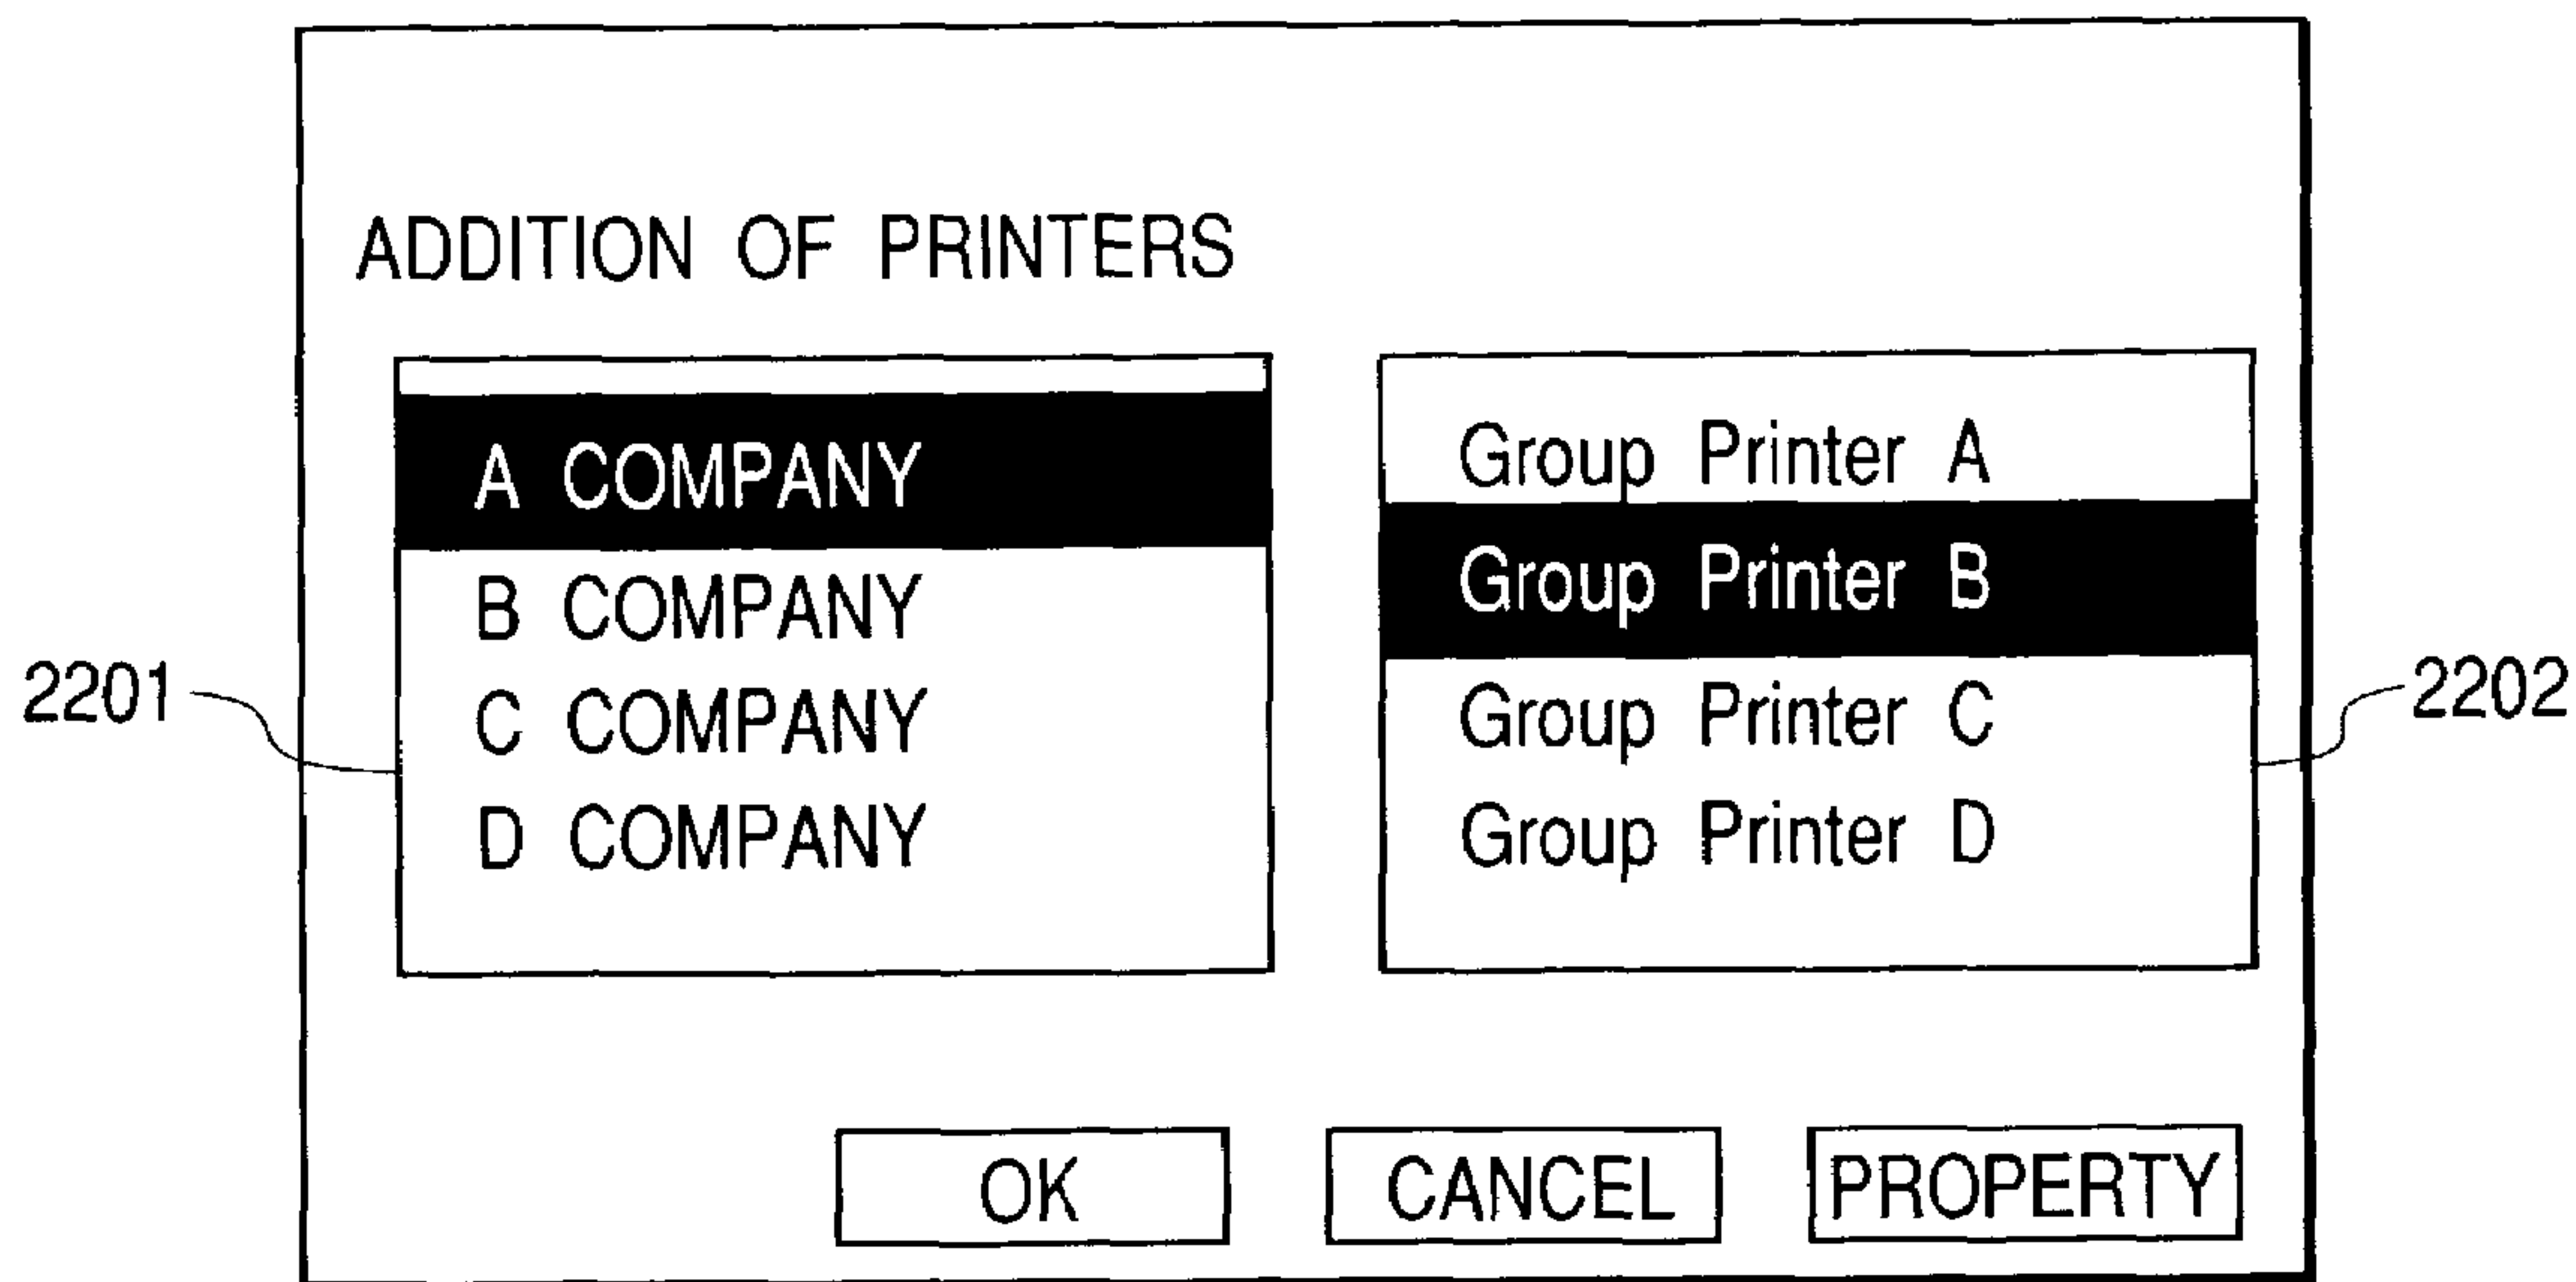 ADDITION OF PRINTERS
A COMPANY
B COMPANY
C COMPANY
D COMPANY
2201
Group Printer A
Group Printer B
Group Printer C
Group Printer D
2202
OK
CANCEL
PROPERTY